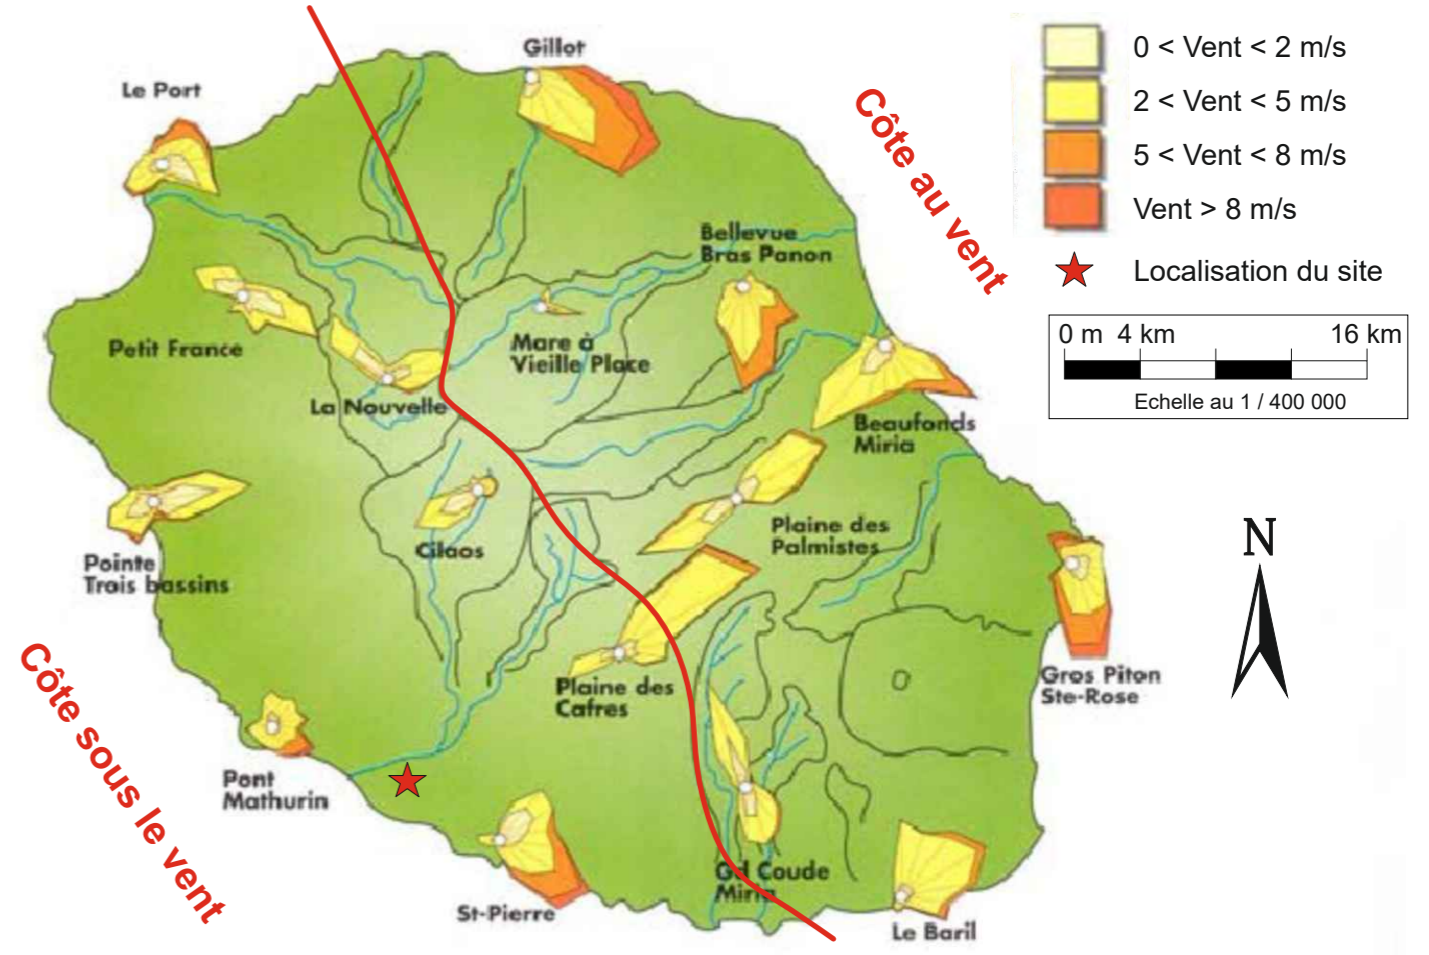 Gillot
Le Port
Côte au vent
0 < Vent < 2 m/s
2 < Vent < 5 m/s
5 < Vent < 8 m/s
Vent > 8 m/s
Localisation du site
0 m 4 km 16 km
Echelle au 1 / 400 000
Bellevue
Bras Panon
Petit France
Mare à
Vieille Place
La Nouvelle
Beaufonds
Miria
Cilaos
Plaine des
Palmistes
Pointe
Trois bassins
N
Côte sous le vent
Plaine des
Cafres
Gros Piton
Ste-Rose
Pont
Mathurin
Gd Coude
Miria
St-Pierre
Le Baril